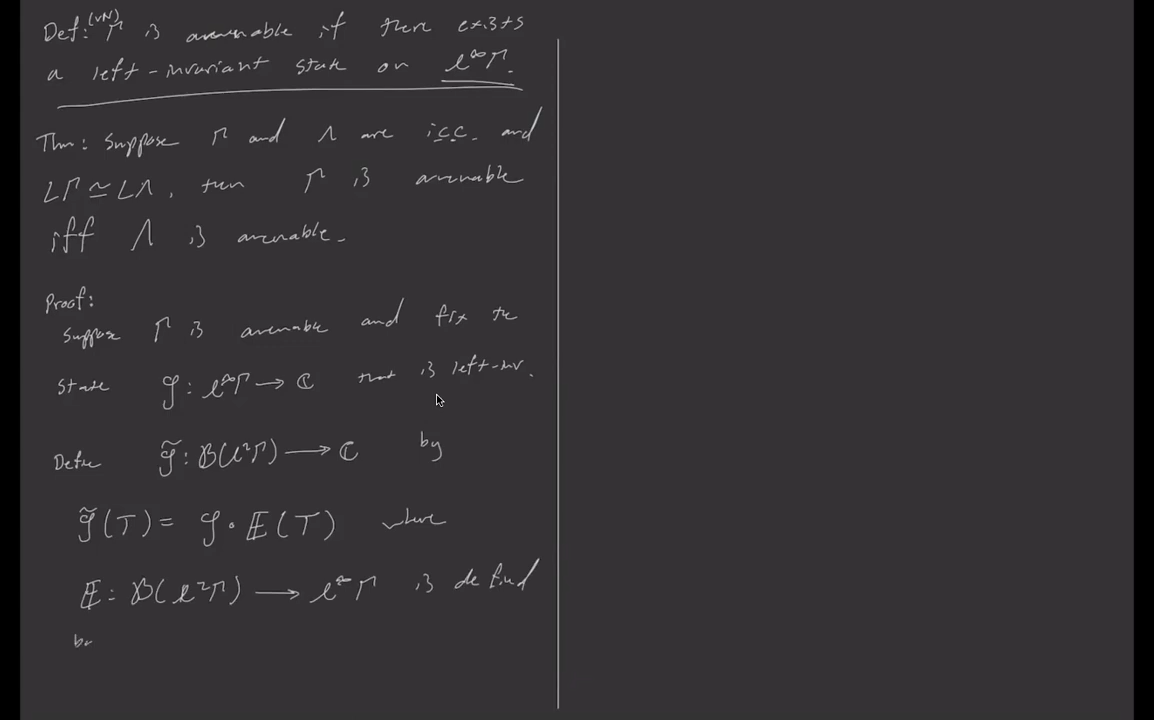 Def: (vN) Γ is amenable if there exists
a left-invariant state on ℓ^∞Γ.
Thm: Suppose Γ and Λ are icc. and
LΓ ≃ LΛ, then Γ is amenable
iff Λ is amenable.
Proof:
Suppose Γ is amenable and fix the
state φ: ℓ^∞Γ → ℂ that is left-inv.
Define φ̃: B(ℓ²Γ) → ℂ by
φ̃(T) = φ∘E(T) where
E: B(ℓ²Γ) → ℓ^∞Γ is defined